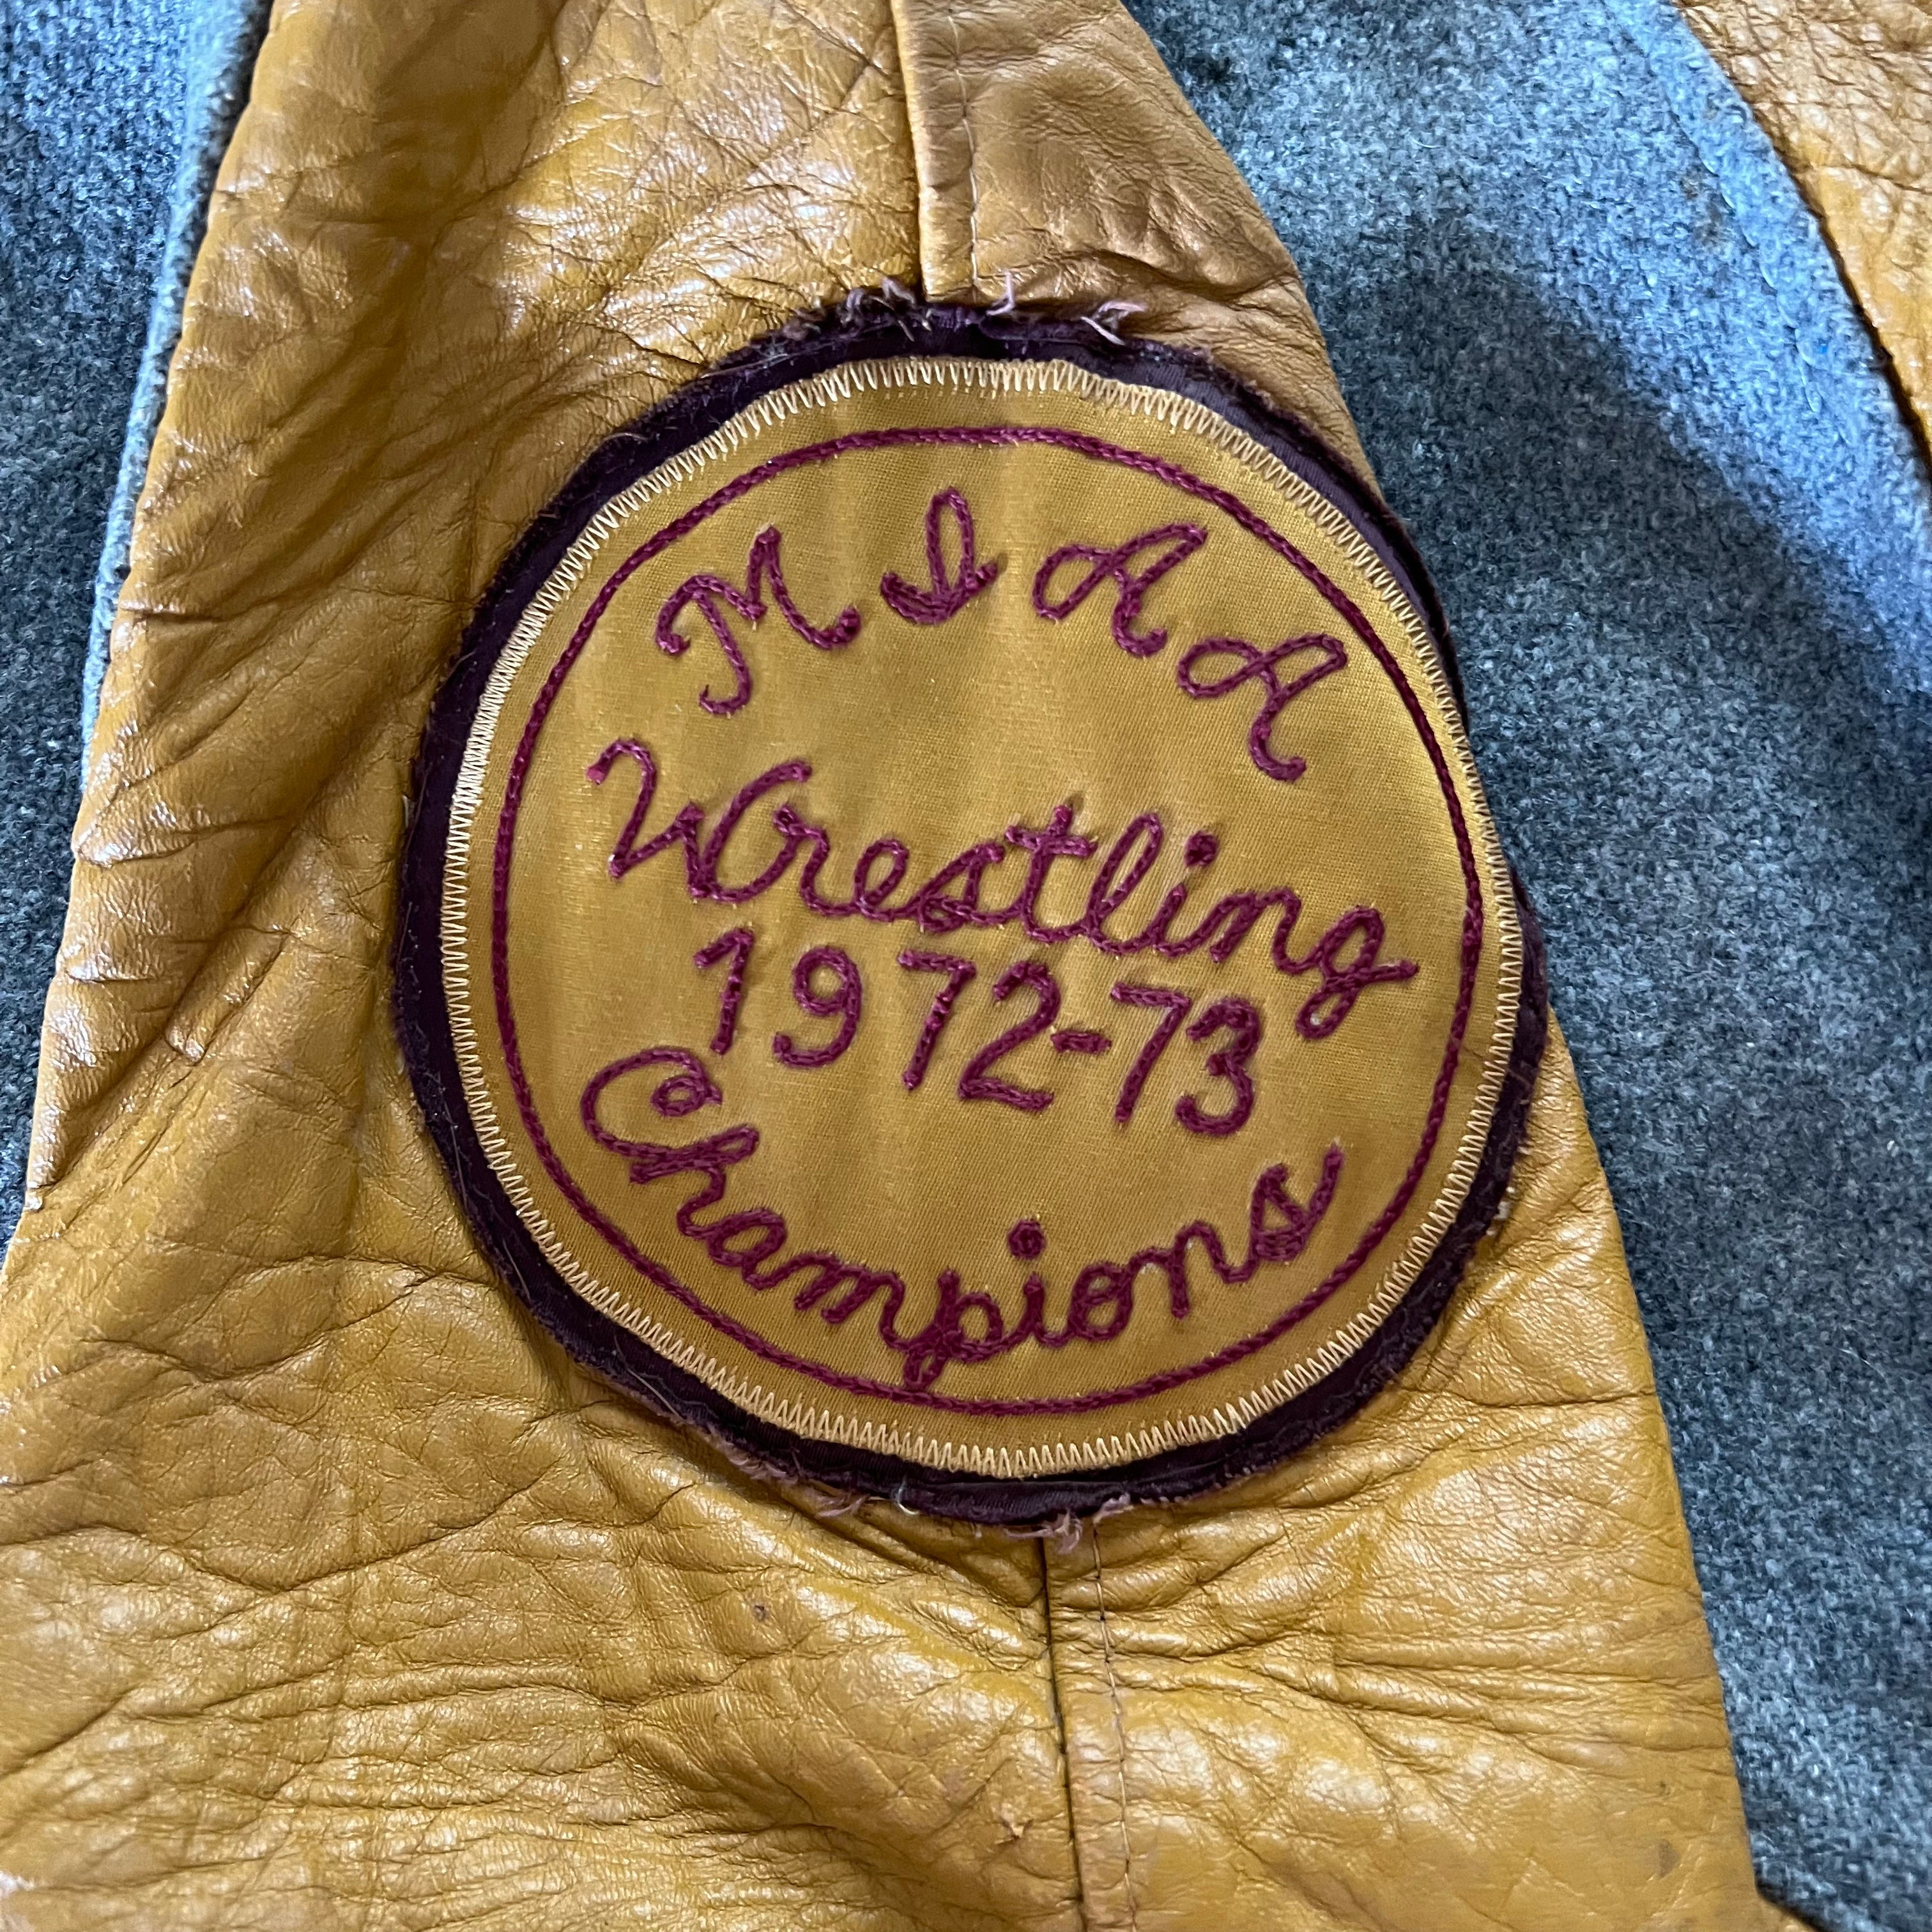 MIAA
Wrestling
1972-73
Champions